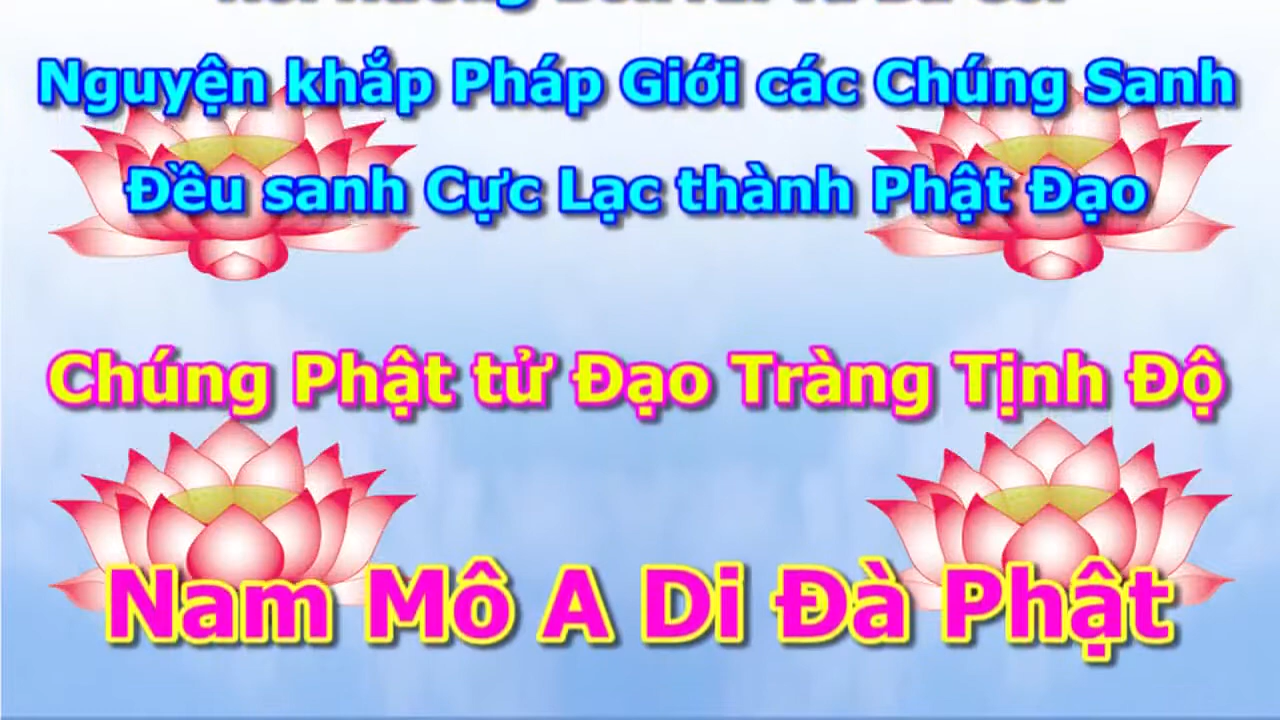 Nguyện khắp Pháp Giới các Chúng Sanh
Đều sanh Cực Lạc thành Phật Đạo
Chúng Phật tử Đạo Tràng Tịnh Độ
Nam Mô A Di Đà Phật